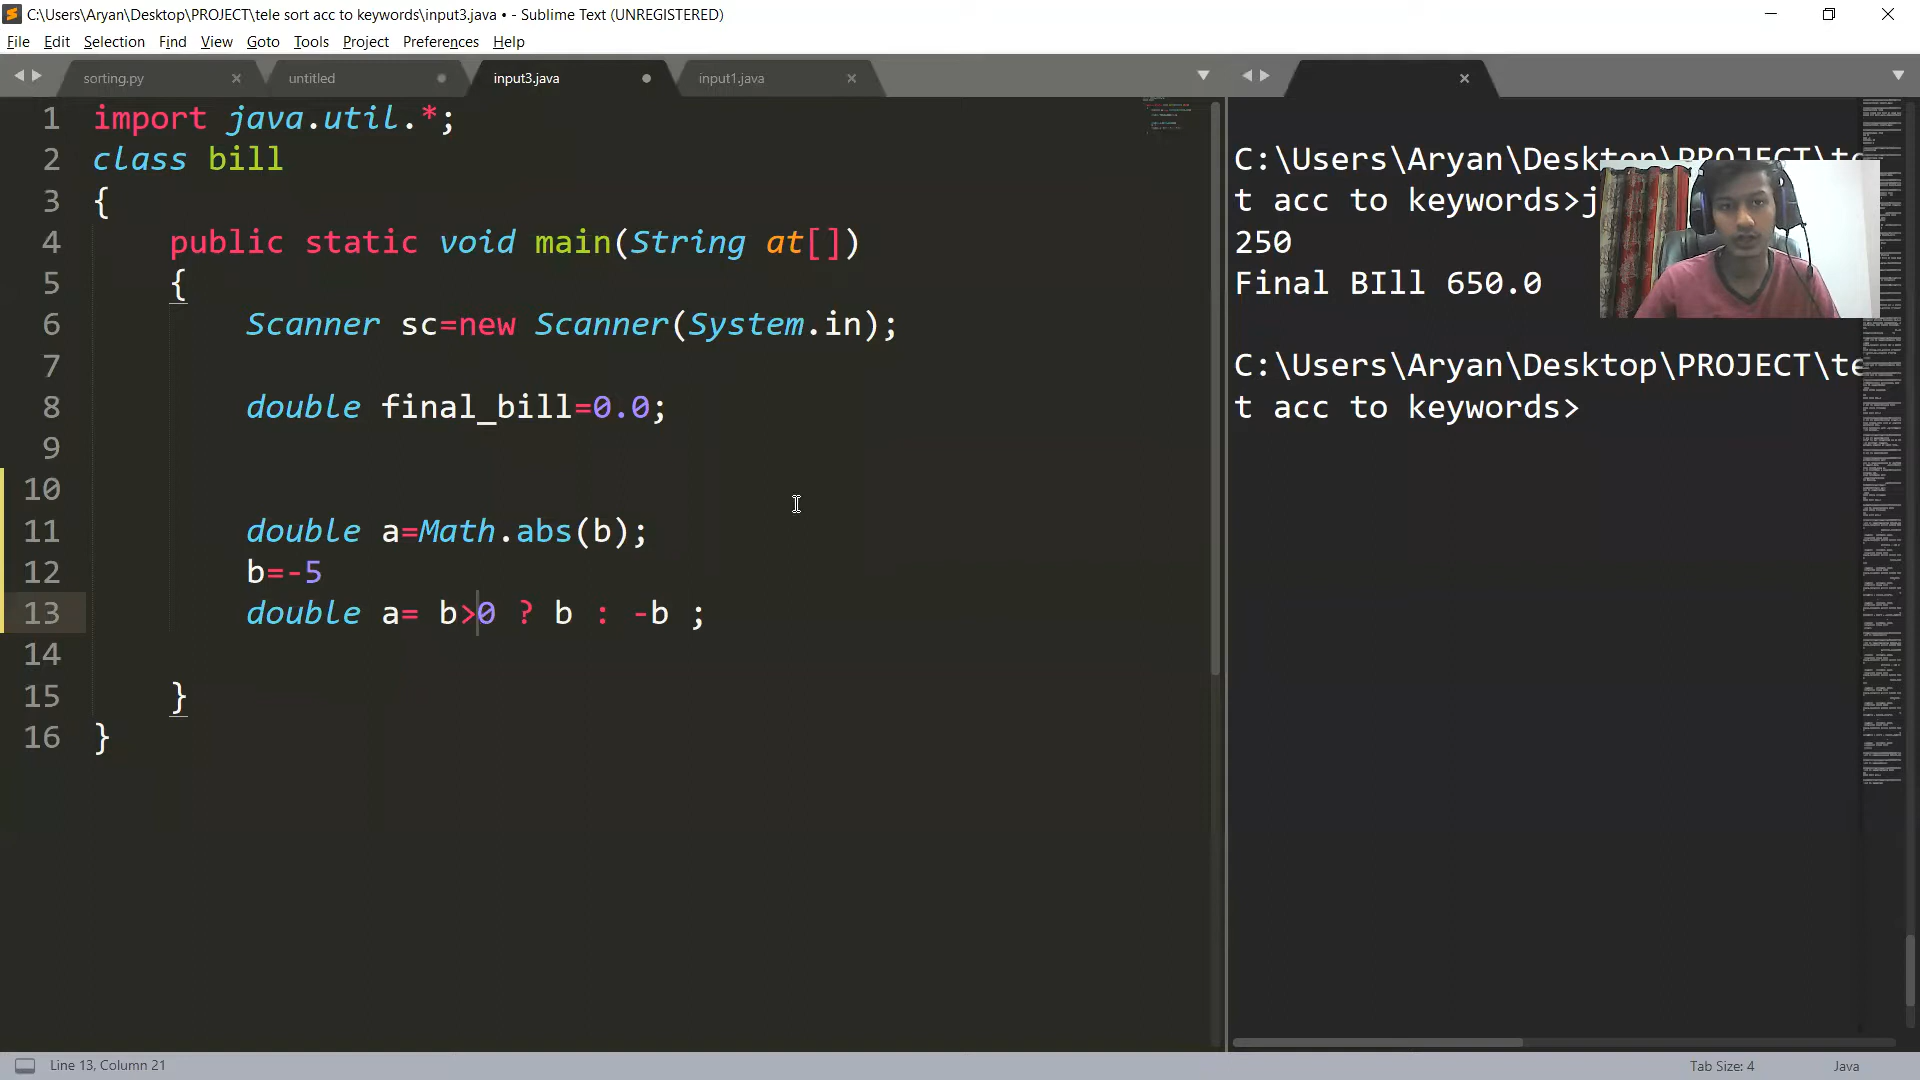 C:\Users\Aryan\Desktop\PROJECT\tele sort acc to keywords\input3.java • - Sublime Text (UNREGISTERED)
File Edit Selection Find View Goto Tools Project Preferences Help
sorting.py untitled input3.java input1.java
1 import java.util.*;
2 class bill
3 {
4 public static void main(String at[])
5 {
6 Scanner sc=new Scanner(System.in);
7
8 double final_bill=0.0;
9
10
11 double a=Math.abs(b);
12 b=-5
13 double a= b>0 ? b : -b ;
14
15 }
16 }
C:\Users\Aryan\Desktop\PROJECT\te
t acc to keywords>j
250
Final BIll 650.0
C:\Users\Aryan\Desktop\PROJECT\te
t acc to keywords>
Line 13, Column 21
Tab Size: 4
Java